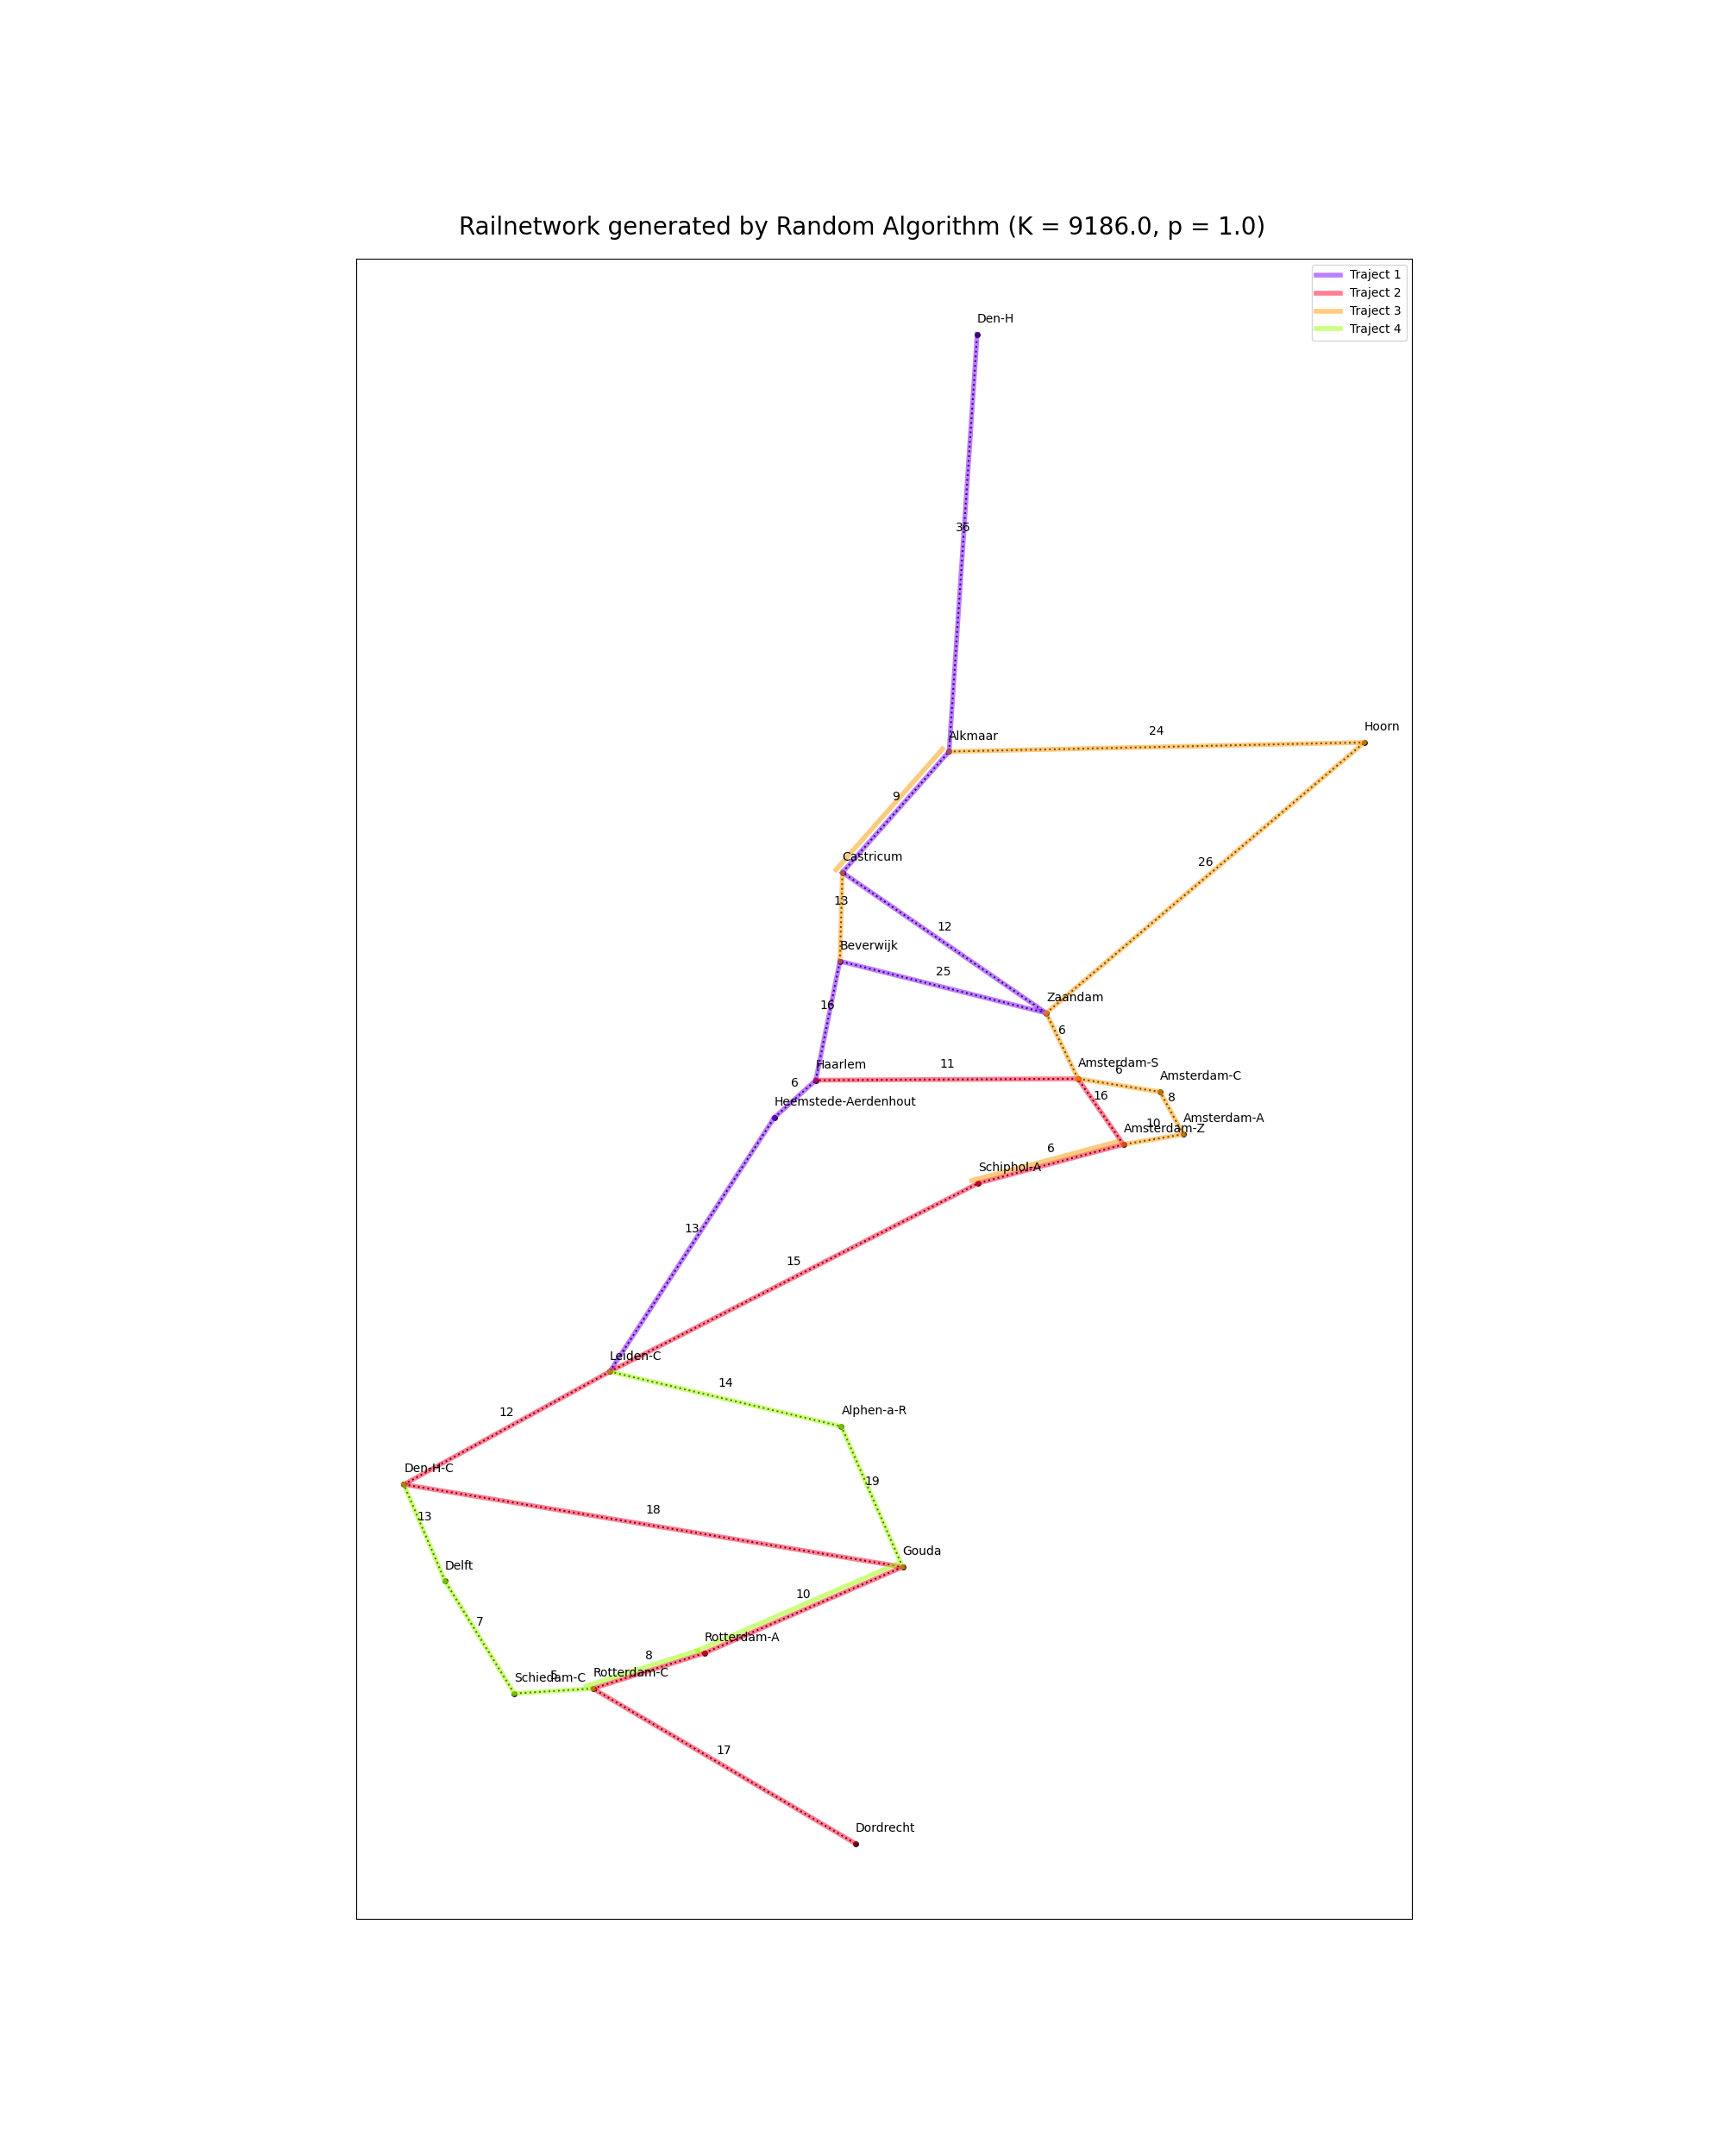 Railnetwork generated by Random Algorithm (K = 9186.0, p = 1.0)
Traject 1
Traject 2
Traject 3
Traject 4
Den-H
36
Hoorn
24
Alkmaar
9
Castricum
26
13
12
Beverwijk
25
Zaandam
16
6
Amsterdam-S
11
Haarlem
6
Amsterdam-C
6
16
8
Heemstede-Aerdenhout
Amsterdam-A
10
Amsterdam-Z
6
Schiphol-A
13
15
Leiden-C
14
12
Alphen-a-R
Den-H-C
19
18
13
Gouda
Delft
10
7
Rotterdam-A
8
Rotterdam-C
5
Schiedam-C
17
Dordrecht